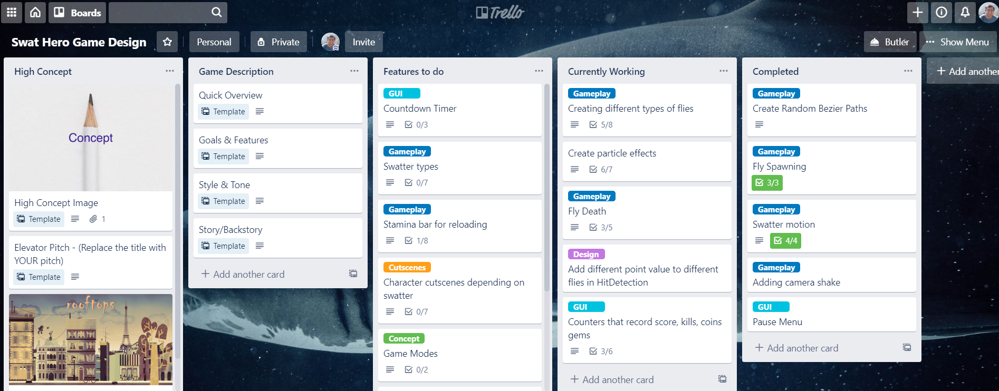 Boards
Trello
Swat Hero Game Design
Personal
Private
Invite
Butler
Show Menu
High Concept
Concept
High Concept Image
Template
1
Elevator Pitch - (Replace the title with
YOUR pitch)
Template
rooftops
Game Description
Quick Overview
Template
Goals & Features
Template
Style & Tone
Template
Story/Backstory
Template
+ Add another card
Features to do
GUI
Countdown Timer
0/3
Gameplay
Swatter types
0/7
Gameplay
Stamina bar for reloading
1/8
Cutscenes
Character cutscenes depending on
swatter
0/7
Concept
Game Modes
0/2
Currently Working
Gameplay
Creating different types of flies
5/8
Create particle effects
6/7
Gameplay
Fly Death
3/5
Design
Add different point value to different
flies in HitDetection
GUI
Counters that record score, kills, coins
gems
3/6
+ Add another card
Completed
Gameplay
Create Random Bezier Paths
Gameplay
Fly Spawning
3/3
Gameplay
Swatter motion
4/4
Gameplay
Adding camera shake
GUI
Pause Menu
+ Add another card
+ Add another